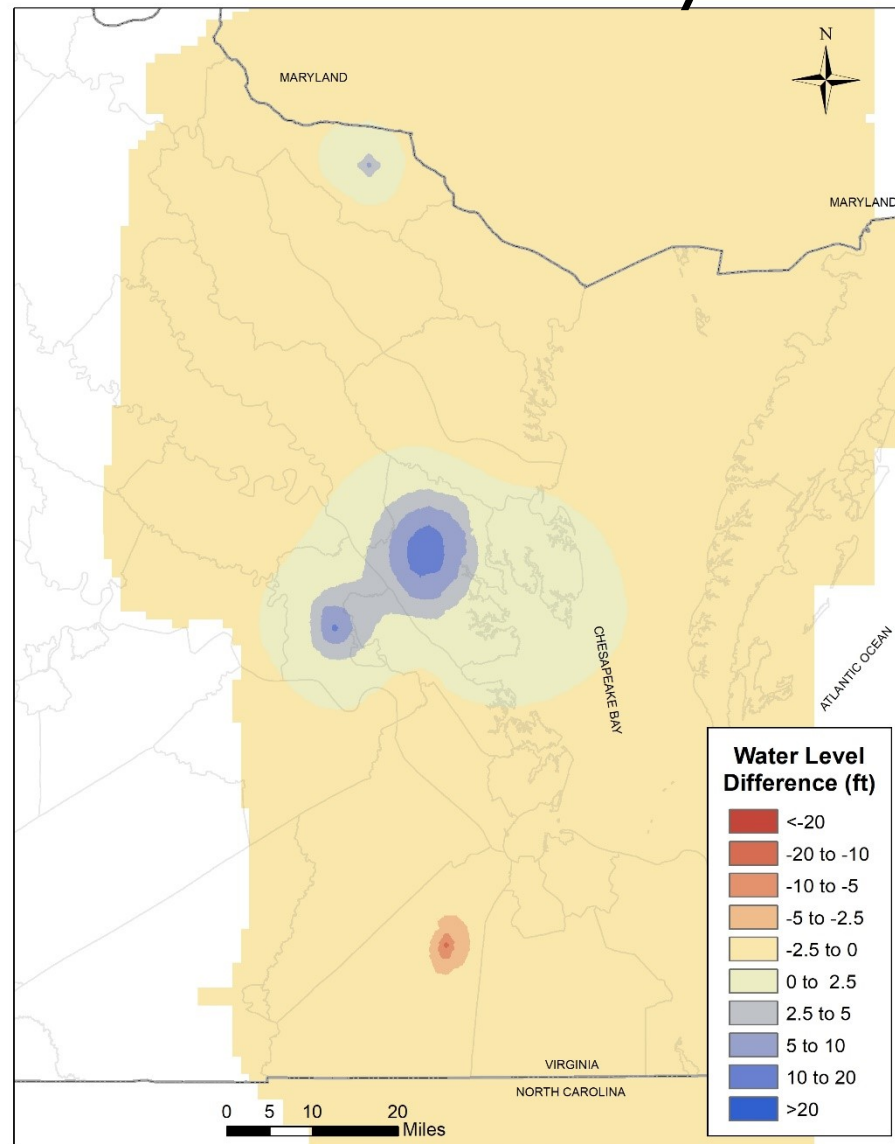 N
MARYLAND
MARYLAND
CHESAPEAKE BAY
ATLANTIC OCEAN
Water Level
Difference (ft)
<-20
-20 to -10
-10 to -5
-5 to -2.5
-2.5 to 0
0 to 2.5
2.5 to 5
5 to 10
10 to 20
>20
VIRGINIA
NORTH CAROLINA
0 5 10 20
Miles